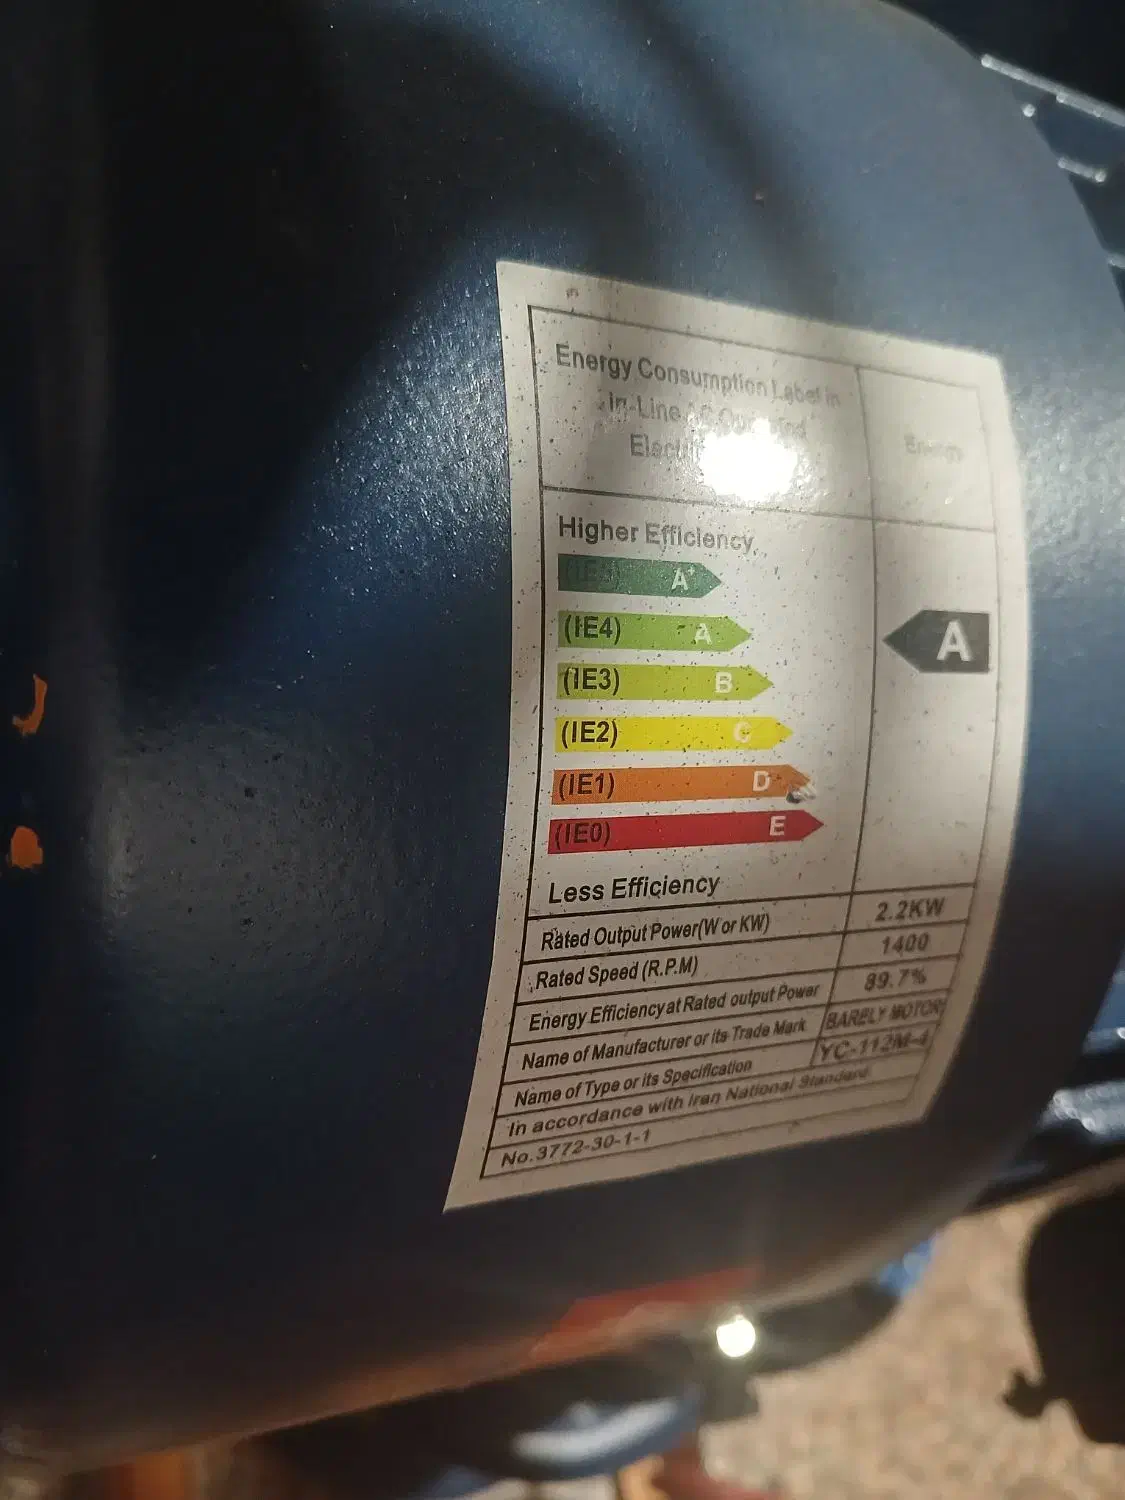 Energy Consumption Label in
In-Line AC Operated
Energy
Higher Efficiency
(IE5) A+
(IE4) A
A
(IE3) B
(IE2) C
(IE1) D
(IE0) E
Less Efficiency
Rated Output Power(W or KW) 2.2KW
Rated Speed (R.P.M) 1400
Energy Efficiency at Rated output Power 89.7%
Name of Manufacturer or its Trade Mark BARELY MOTOR
Name of Type or its Specification YC-112M-4
In accordance with Iran National Standard
No.3772-30-1-1